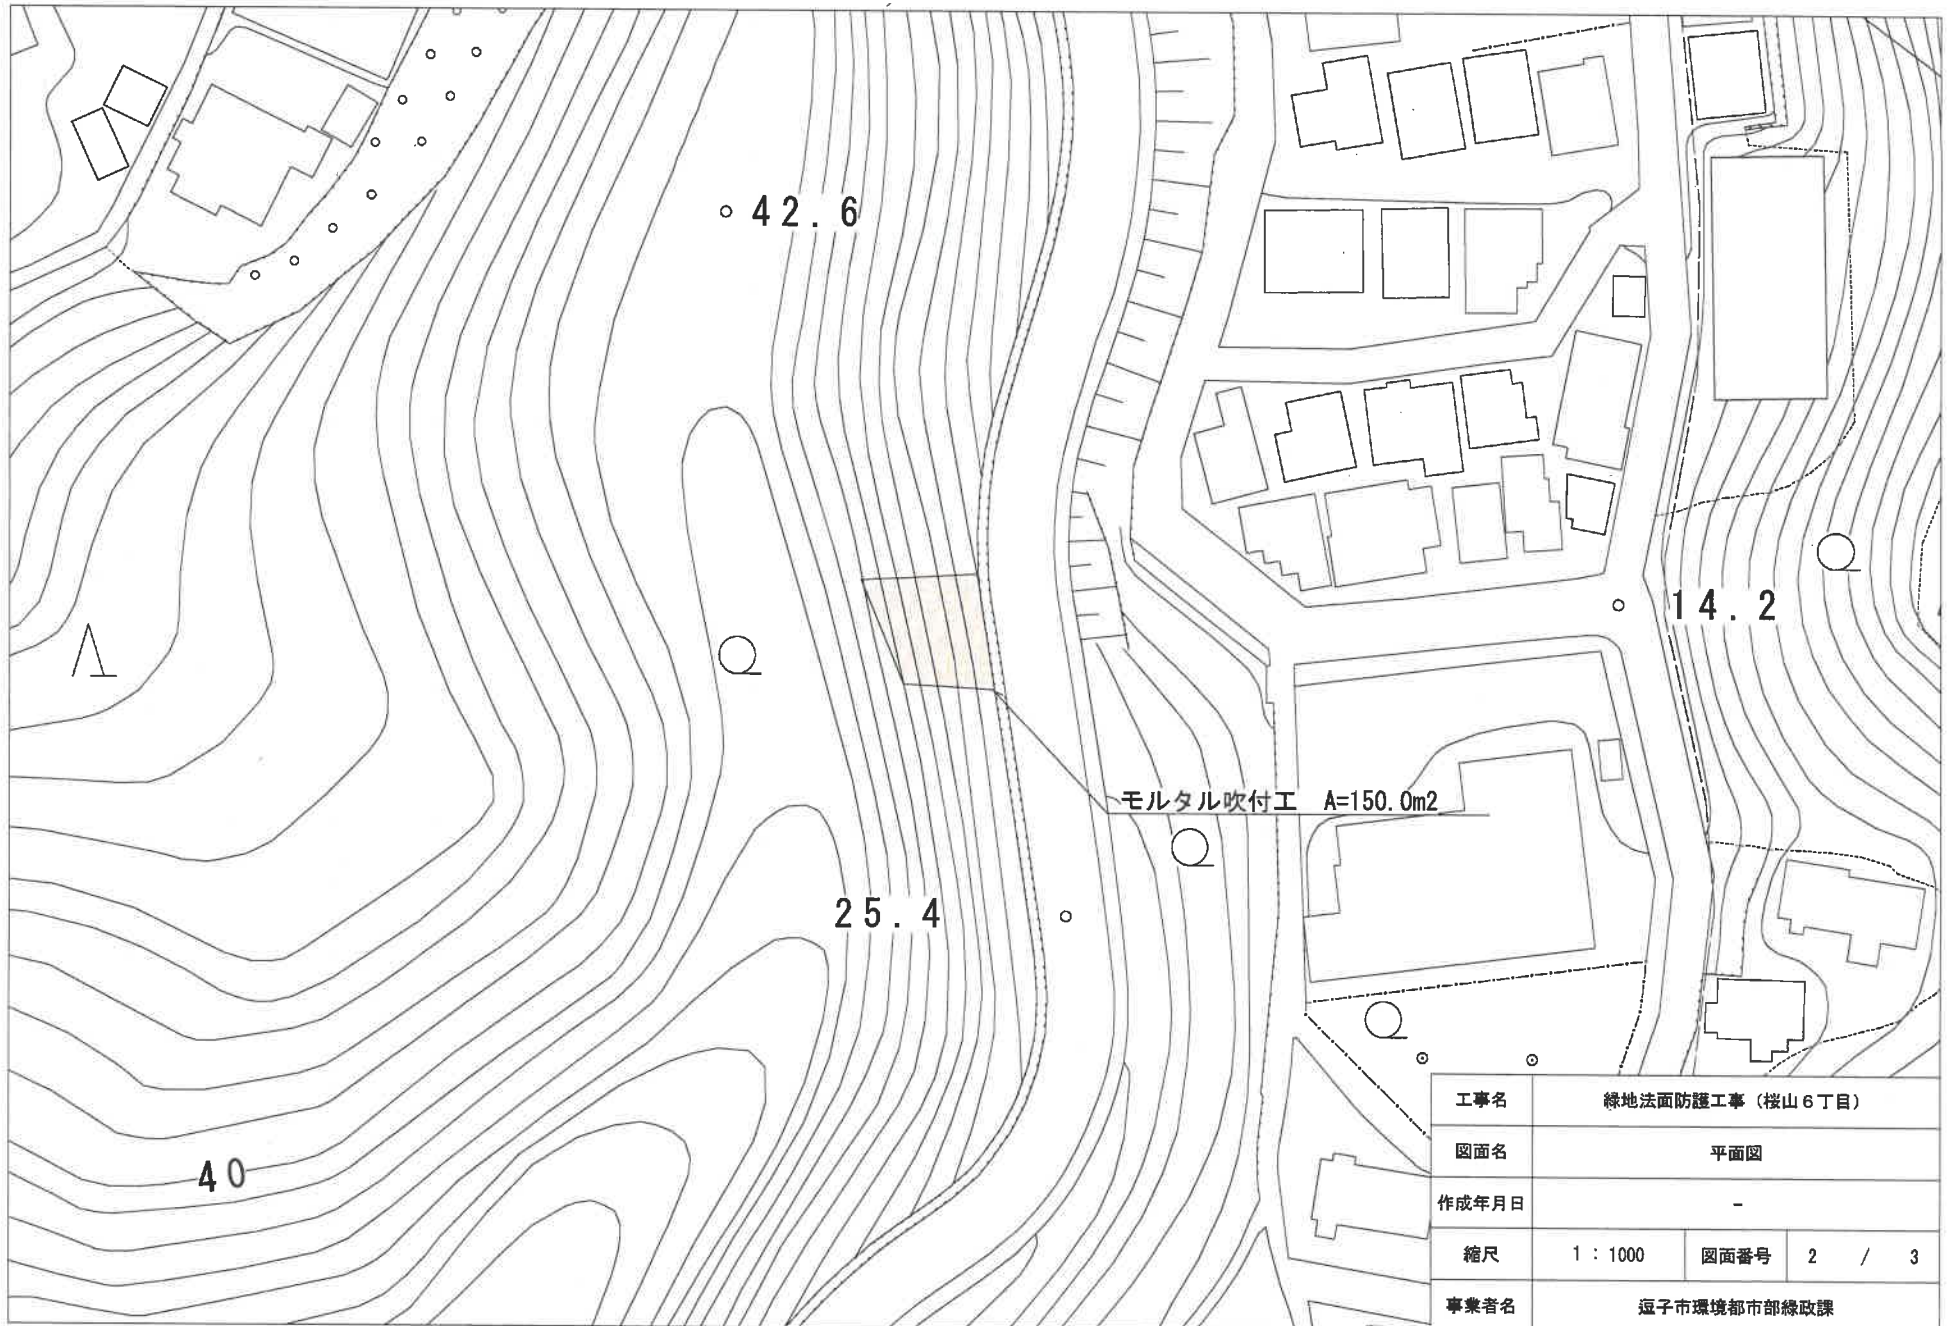 42.6
14.2
モルタル吹付工 A=150.0m2
25.4
40
工事名 緑地法面防護工事（桜山６丁目）
図面名 平面図
作成年月日 -
縮尺 1 : 1000 図面番号 2 / 3
事業者名 逗子市環境都市部緑政課